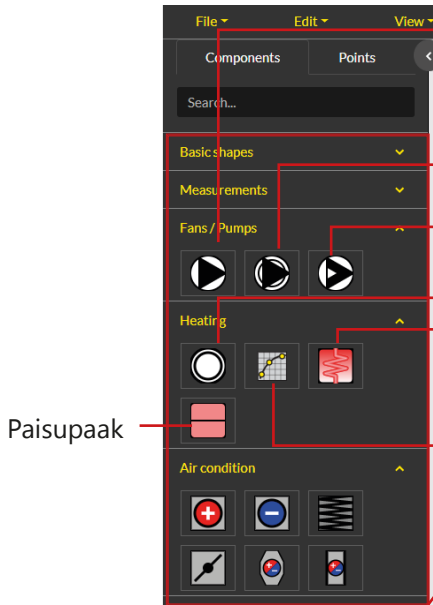 File Edit View
Components Points
Search...
Basic shapes
Measurements
Fans / Pumps
Heating
Paisupaak
Air condition